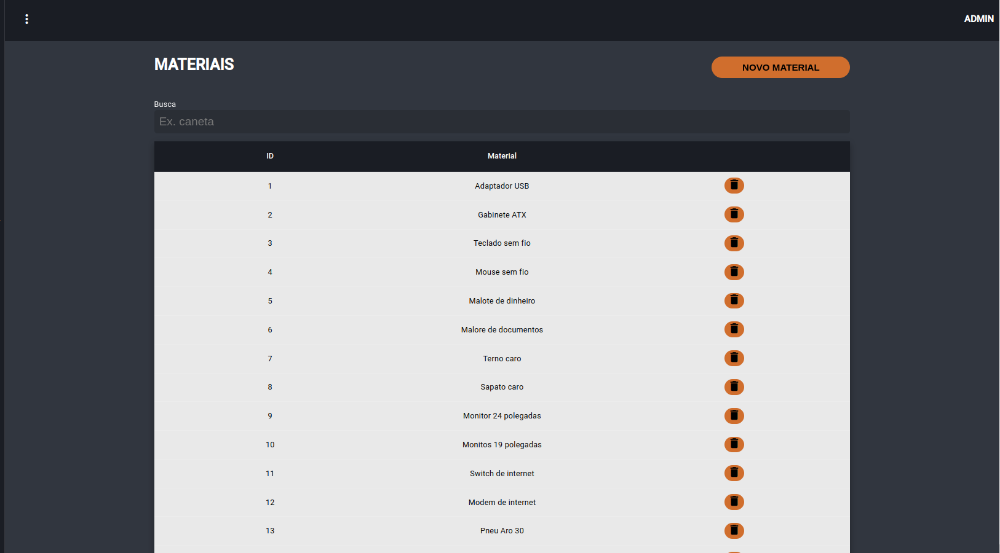 ADMIN
MATERIAIS
NOVO MATERIAL
Busca
Ex. caneta
ID Material
1 Adaptador USB
2 Gabinete ATX
3 Teclado sem fio
4 Mouse sem fio
5 Malote de dinheiro
6 Malore de documentos
7 Terno caro
8 Sapato caro
9 Monitor 24 polegadas
10 Monitos 19 polegadas
11 Switch de internet
12 Modem de internet
13 Pneu Aro 30